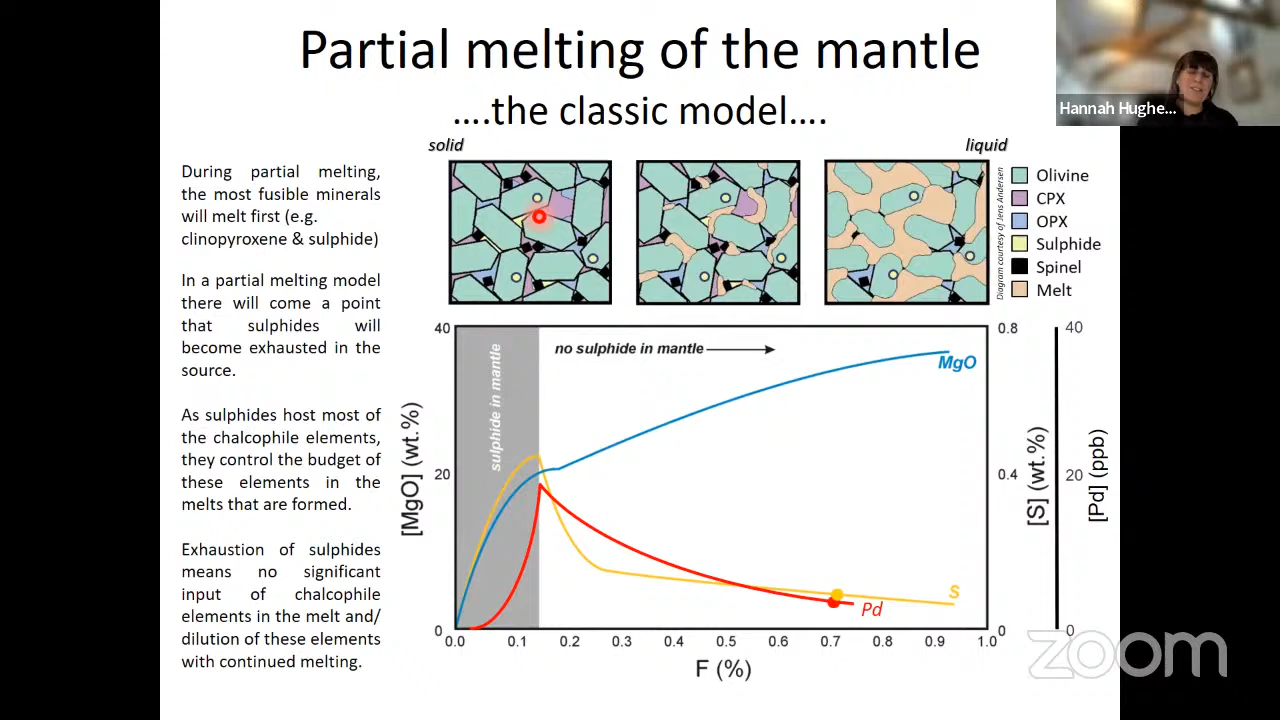 Partial melting of the mantle
....the classic model....
Hannah Hughe...
solid
liquid
During partial melting,
the most fusible minerals
will melt first (e.g.
clinopyroxene & sulphide)
In a partial melting model
there will come a point
that sulphides will
become exhausted in the
source.
As sulphides host most of
the chalcophile elements,
they control the budget of
these elements in the
melts that are formed.
Exhaustion of sulphides
means no significant
input of chalcophile
elements in the melt and/
dilution of these elements
with continued melting.
Diagram courtesy of Jens Andersen
Olivine
CPX
OPX
Sulphide
Spinel
Melt
40
20
0
[MgO] (wt.%)
sulphide in mantle
no sulphide in mantle
MgO
S
Pd
0.8
0.4
0
[S] (wt.%)
40
20
0
[Pd] (ppb)
0.0 0.1 0.2 0.3 0.4 0.5 0.6 0.7 0.8 0.9 1.0
F (%)
zoom